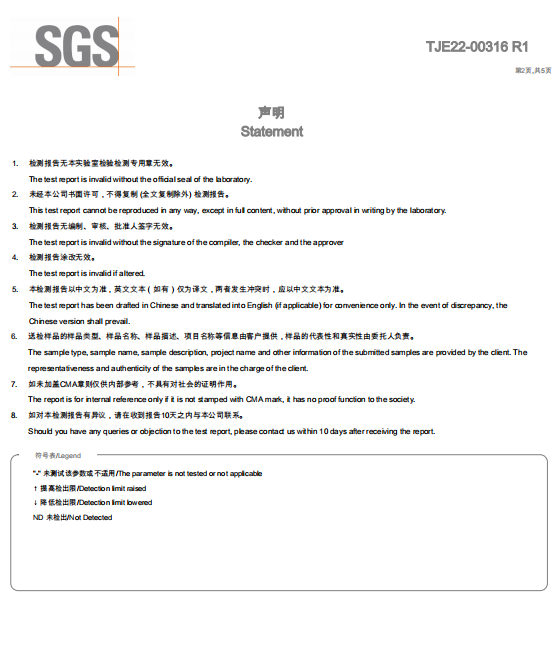 SGS
TJE22-00316 R1
第2页,共5页
声明
Statement
1. 检测报告无本实验室检验检测专用章无效。
The test report is invalid without the official seal of the laboratory.
2. 未经本公司书面许可，不得复制 (全文复制除外) 检测报告。
This test report cannot be reproduced in any way, except in full content, without prior approval in writing by the laboratory.
3. 检测报告无编制、审核、批准人签字无效。
The test report is invalid without the signature of the compiler, the checker and the approver
4. 检测报告涂改无效。
The test report is invalid if altered.
5. 本检测报告以中文为准，英文文本（如有）仅为译文，两者发生冲突时，应以中文文本为准。
The test report has been drafted in Chinese and translated into English (if applicable) for convenience only. In the event of discrepancy, the
Chinese version shall prevail.
6. 送检样品的样品类型、样品名称、样品描述、项目名称等信息由客户提供，样品的代表性和真实性由委托人负责。
The sample type, sample name, sample description, project name and other information of the submitted samples are provided by the client. The
representativeness and authenticity of the samples are in the charge of the client.
7. 如未加盖CMA章则仅供内部参考，不具有对社会的证明作用。
The report is for internal reference only if it is not stamped with CMA mark, it has no proof function to the society.
8. 如对本检测报告有异议，请在收到报告10天之内与本公司联系。
Should you have any queries or objection to the test report, please contact us within 10 days after receiving the report.
符号表/Legend
"-" 未测试该参数或不适用/The parameter is not tested or not applicable
↑ 提高检出限/Detection limit raised
↓ 降低检出限/Detection limit lowered
ND 未检出/Not Detected